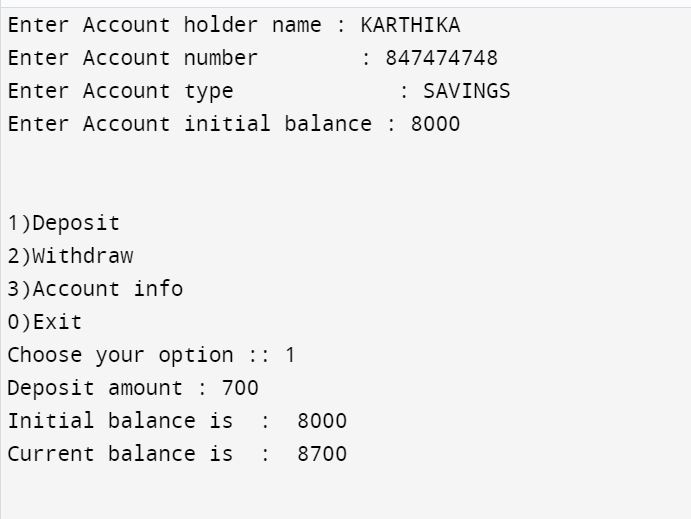 Enter Account holder name : KARTHIKA
Enter Account number        : 847474748
Enter Account type             : SAVINGS
Enter Account initial balance : 8000
1)Deposit
2)Withdraw
3)Account info
0)Exit
Choose your option :: 1
Deposit amount : 700
Initial balance is  :  8000
Current balance is  :  8700